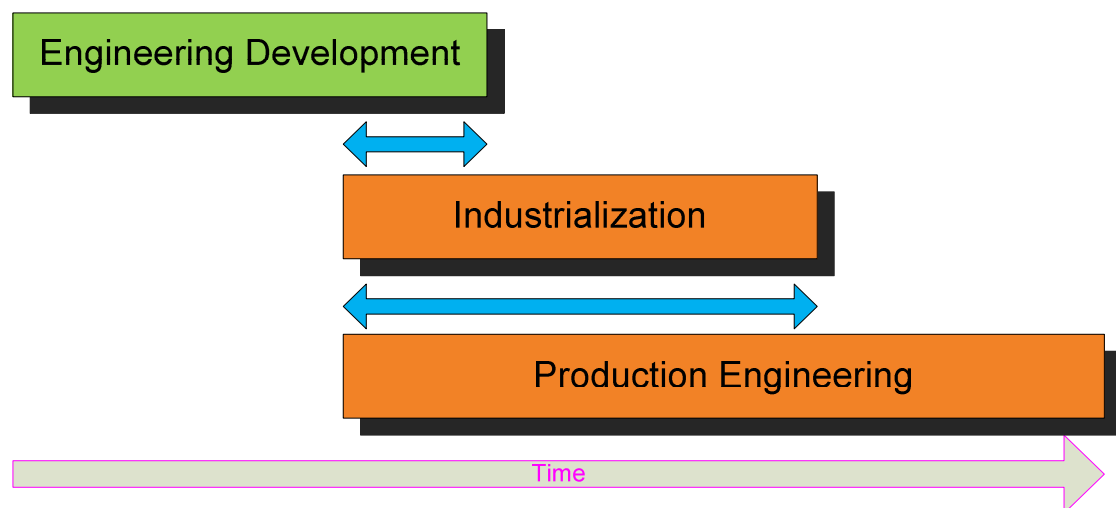 Engineering Development
Industrialization
Production Engineering
Time